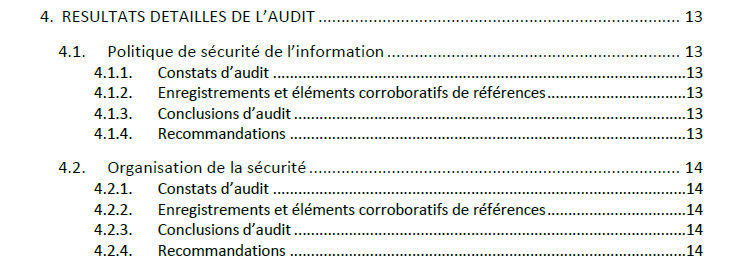 4. RESULTATS DETAILLES DE L’AUDIT ........................................................................ 13
4.1. Politique de sécurité de l’information ........................................................... 13
4.1.1. Constats d’audit ..........................................................................................13
4.1.2. Enregistrements et éléments corroboratifs de références..............................13
4.1.3. Conclusions d’audit .....................................................................................13
4.1.4. Recommandations ......................................................................................13
4.2. Organisation de la sécurité .......................................................................... 14
4.2.1. Constats d’audit ..........................................................................................14
4.2.2. Enregistrements et éléments corroboratifs de références..............................14
4.2.3. Conclusions d’audit .....................................................................................14
4.2.4. Recommandations ......................................................................................14